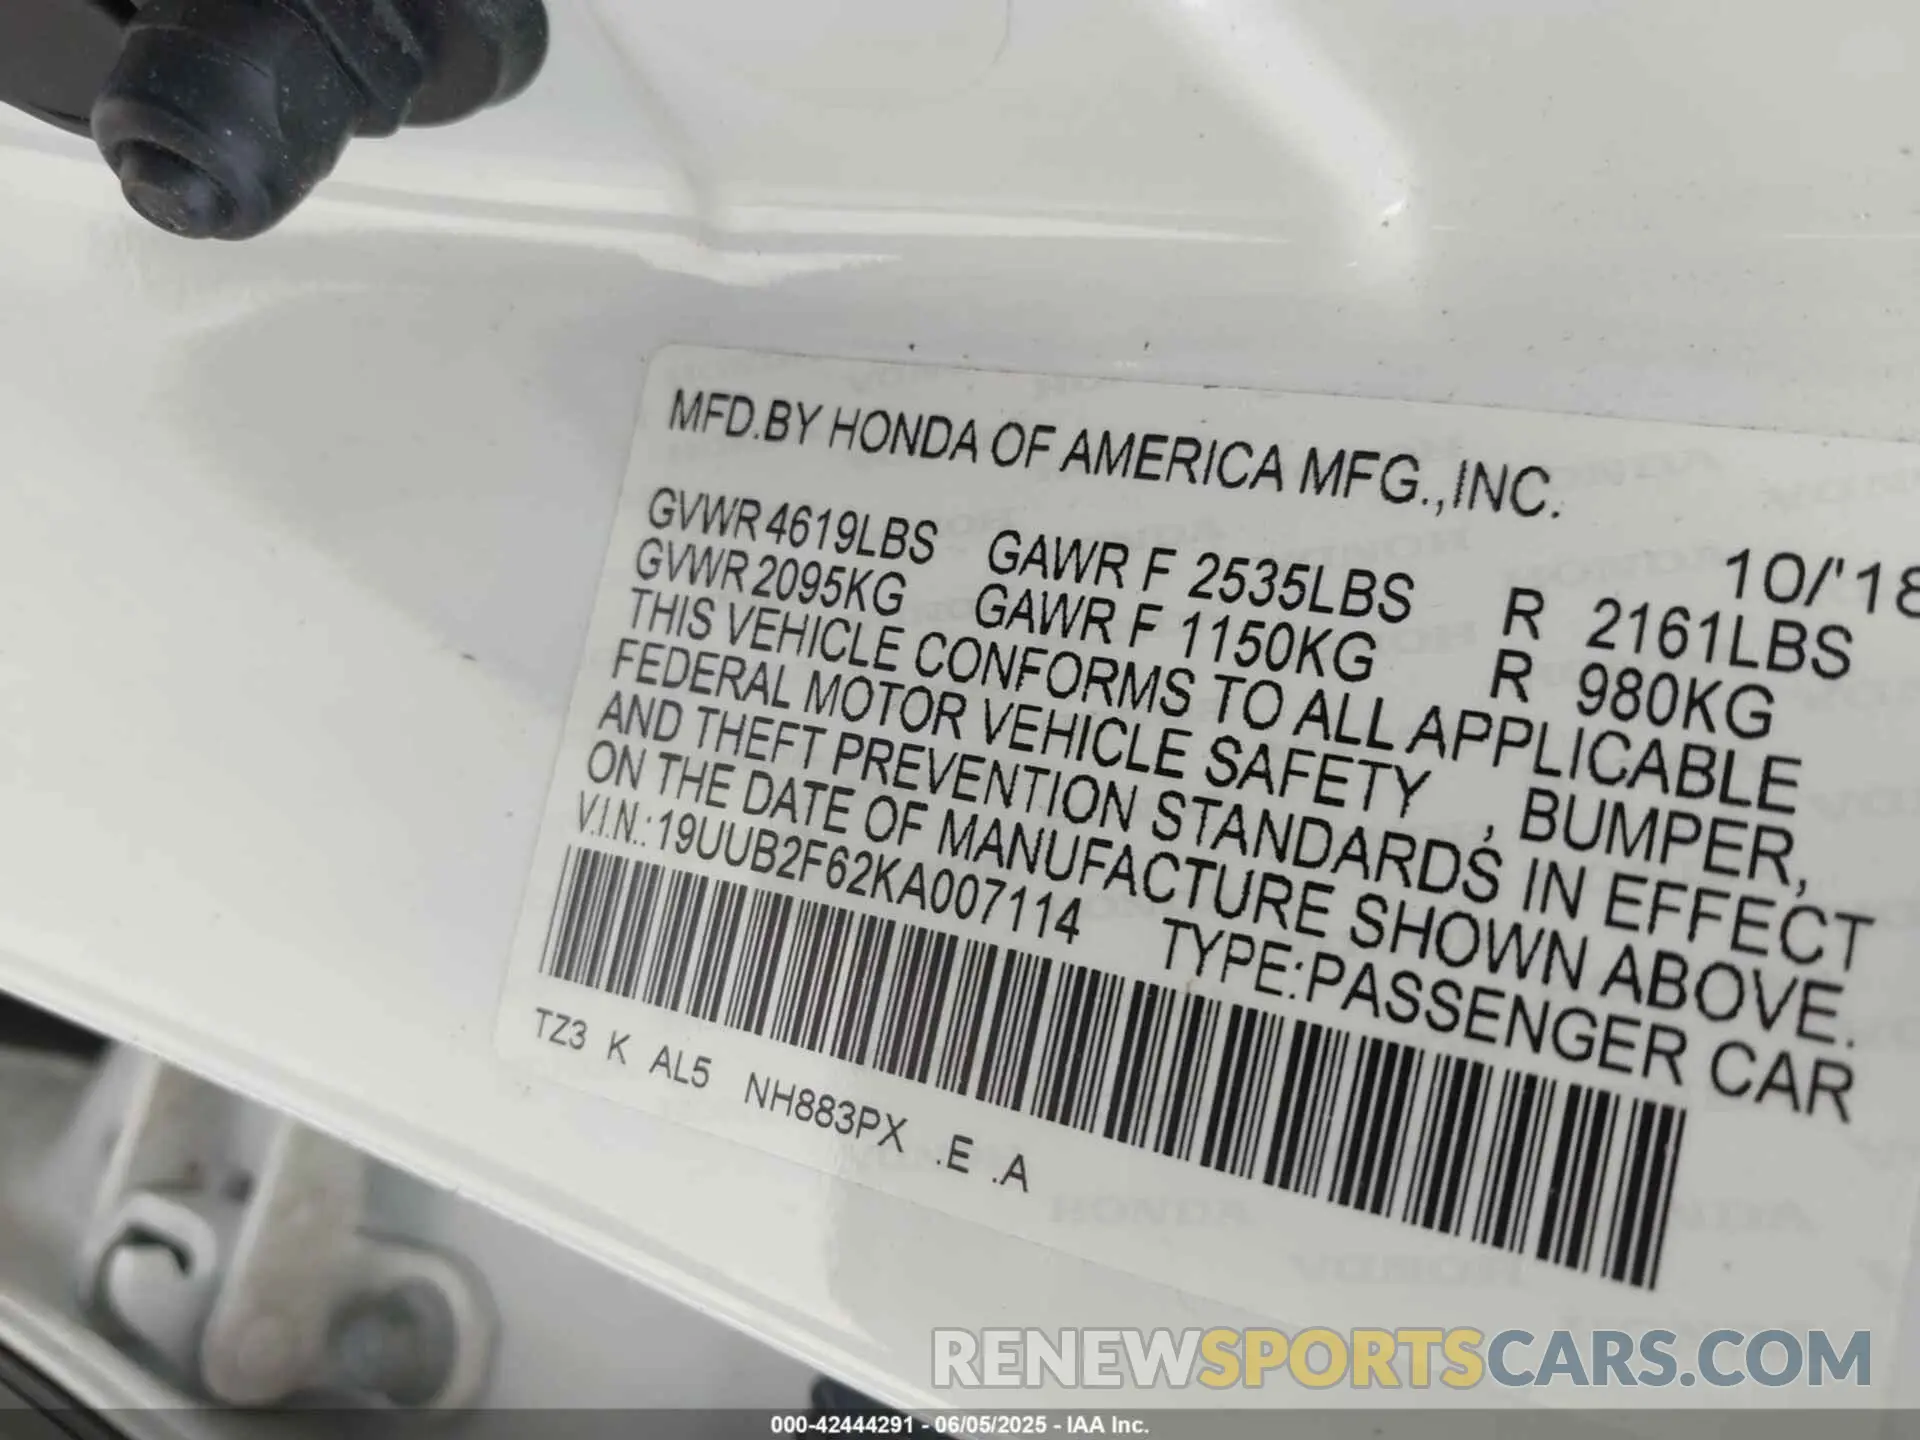 MFD.BY HONDA OF AMERICA MFG.,INC.
10/'18
GVWR 4619LBS GAWR F 2535LBS R 2161LBS
GVWR 2095KG GAWR F 1150KG R 980KG
THIS VEHICLE CONFORMS TO ALL APPLICABLE
FEDERAL MOTOR VEHICLE SAFETY , BUMPER,
AND THEFT PREVENTION STANDARDS IN EFFECT
ON THE DATE OF MANUFACTURE SHOWN ABOVE.
V.I.N.:19UUB2F62KA007114 TYPE:PASSENGER CAR
TZ3 K AL5 NH883PX .E .A
HONDA
RENEWSPORTSCARS.COM
000-42444291 - 06/05/2025 - IAA Inc.